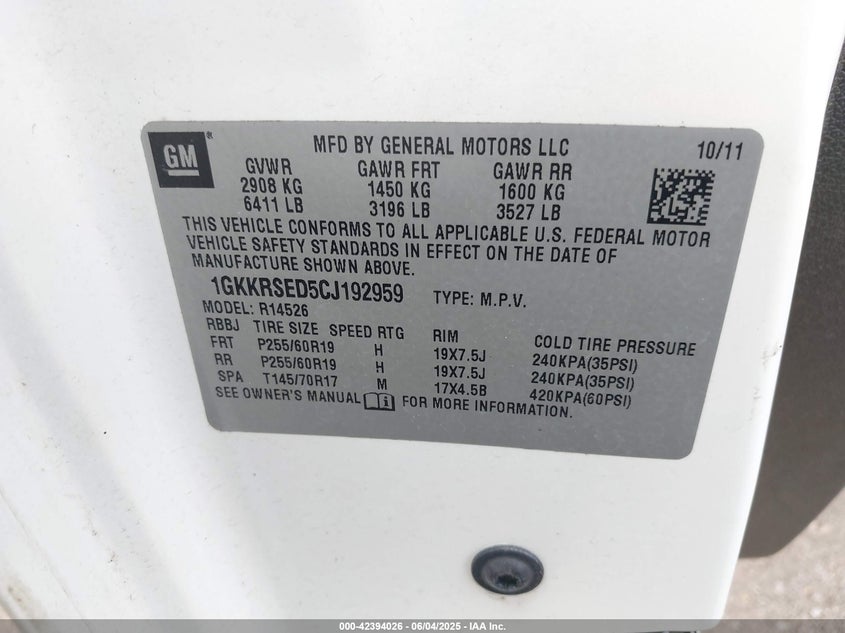 GM ®
MFD BY GENERAL MOTORS LLC 10/11
GVWR GAWR FRT GAWR RR
2908 KG 1450 KG 1600 KG
6411 LB 3196 LB 3527 LB
THIS VEHICLE CONFORMS TO ALL APPLICABLE U.S. FEDERAL MOTOR
VEHICLE SAFETY STANDARDS IN EFFECT ON THE DATE OF
MANUFACTURE SHOWN ABOVE.
1GKKRSED5CJ192959 TYPE: M.P.V.
MODEL: R14526
RBBJ TIRE SIZE SPEED RTG RIM COLD TIRE PRESSURE
FRT P255/60R19 H 19X7.5J 240KPA(35PSI)
RR P255/60R19 H 19X7.5J 240KPA(35PSI)
SPA T145/70R17 M 17X4.5B 420KPA(60PSI)
SEE OWNER'S MANUAL i FOR MORE INFORMATION.
000-42394026 - 06/04/2025 - IAA Inc.